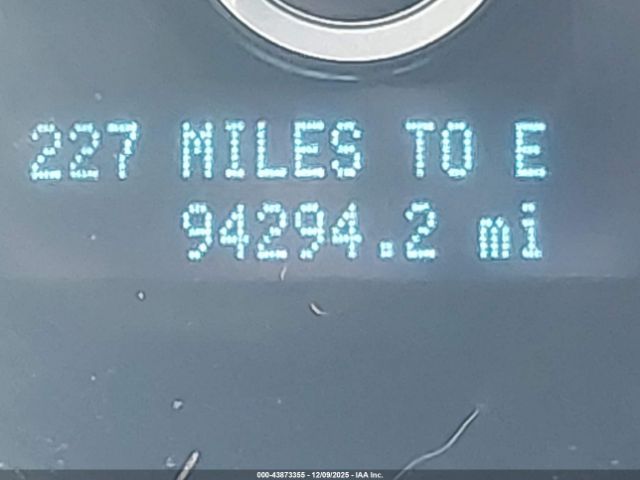 227 MILES TO E
94294.2 mi
000-43873355 - 12/09/2025 - IAA Inc.